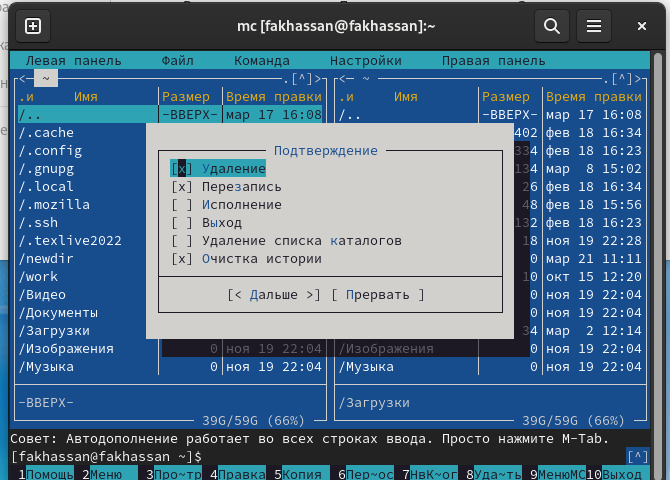 mc [fakhassan@fakhassan]:~
Левая панель Файл Команда Настройки Правая панель
<─ ~ .[^]> <─ ~ .[^]>
.и Имя Размер Время правки .и Имя Размер Время правки
/.. -ВВЕРХ- мар 17 16:08 /.. -ВВЕРХ- мар 17 16:08
/.cache 402 фев 18 16:34
/.config 334 фев 18 16:23
Подтверждение
/.gnupg [x] Удаление 134 мар 8 15:02
/.local [x] Перезапись 26 фев 18 16:34
/.mozilla [ ] Исполнение 48 фев 18 15:56
/.ssh [ ] Выход 132 фев 18 16:23
/.texlive2022 [ ] Удаление списка каталогов 18 ноя 19 22:28
/newdir [x] Очистка истории 0 мар 21 11:11
/work 10 окт 15 12:20
/Видео [< Дальше >] [ Прервать ] 0 ноя 19 22:04
/Документы 0 ноя 19 22:04
/Загрузки 34 мар 2 12:14
/Изображения 0 ноя 19 22:04 /Изображения 0 ноя 19 22:04
/Музыка 0 ноя 19 22:04 /Музыка 0 ноя 19 22:04
-ВВЕРХ- /Загрузки
39G/59G (66%) 39G/59G (66%)
Совет: Автодополнение работает во всех строках ввода. Просто нажмите M-Tab.
[fakhassan@fakhassan ~]$ [^]
1Помощь 2Меню 3Про~тр 4Правка 5Копия 6Пер~ос 7НвК~ог 8Уда~ть 9МенюМС 10Выход